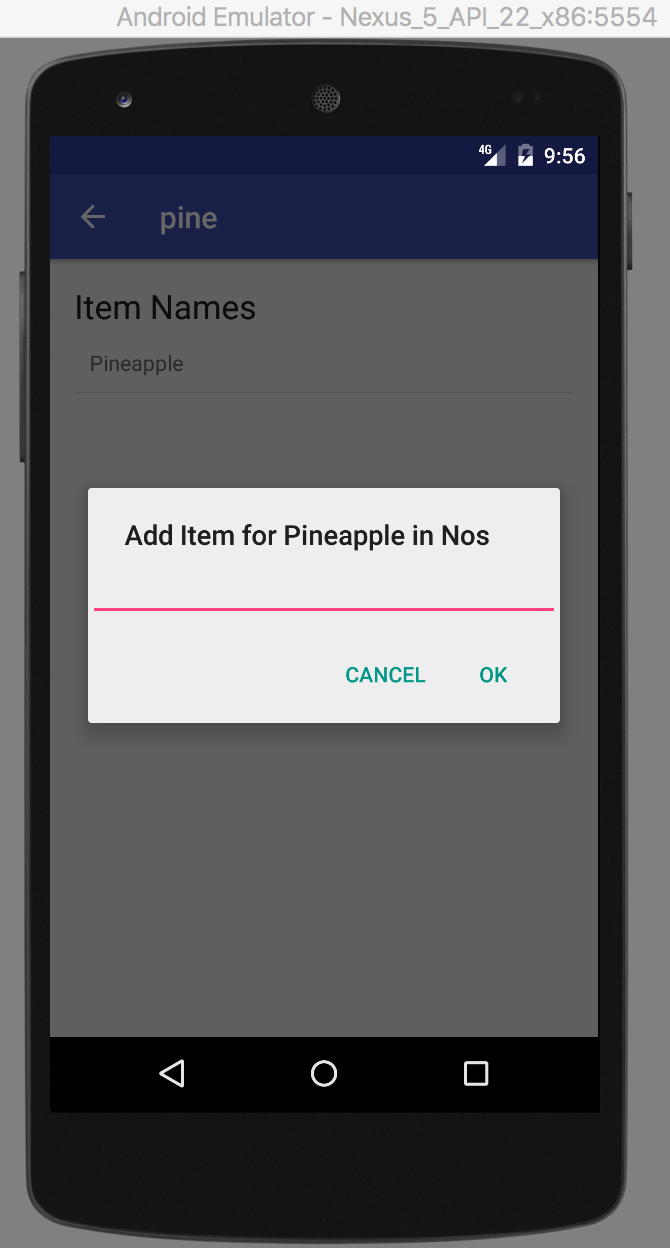 Android Emulator - Nexus_5_API_22_x86:5554
4G 9:56
pine
Item Names
Pineapple
Add Item for Pineapple in Nos
CANCEL OK